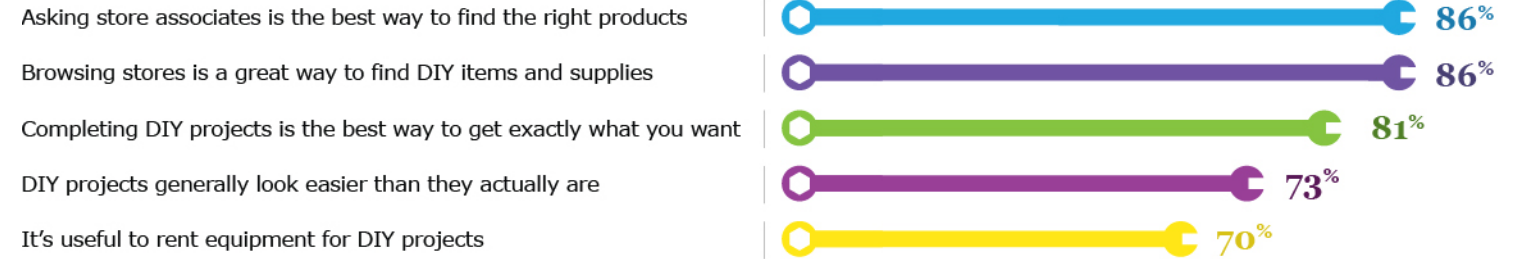 Asking store associates is the best way to find the right products 86%
Browsing stores is a great way to find DIY items and supplies 86%
Completing DIY projects is the best way to get exactly what you want 81%
DIY projects generally look easier than they actually are 73%
It’s useful to rent equipment for DIY projects 70%